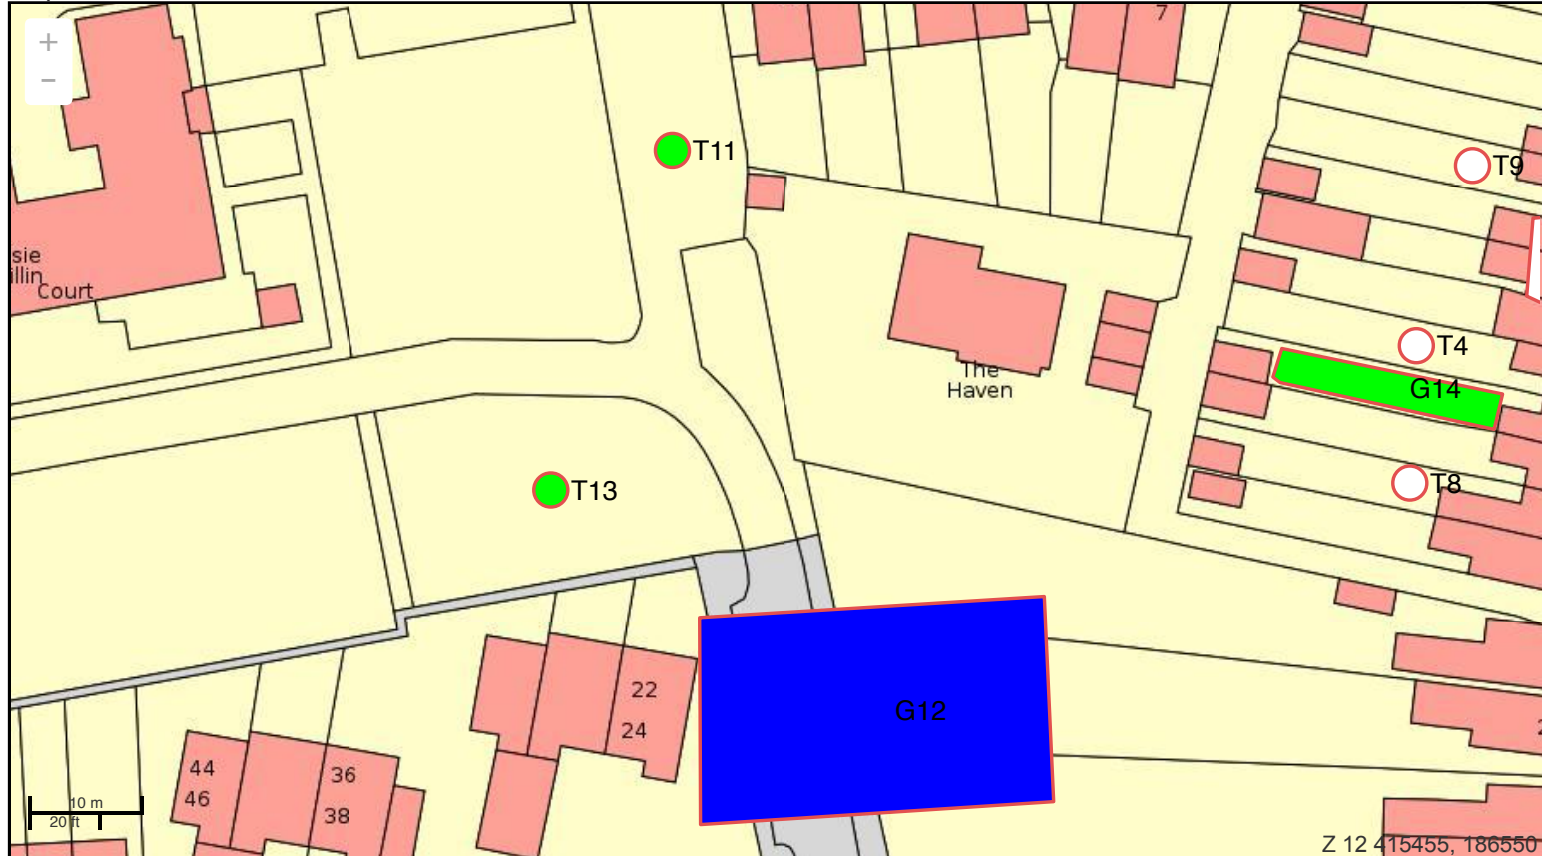 +
7
T11
T9
sie
illin
Court
−
T4
The
Haven
G14
T13
T8
22
24
G12
44
46
36
38
10 m
20 ft
Z 12 415455, 186550